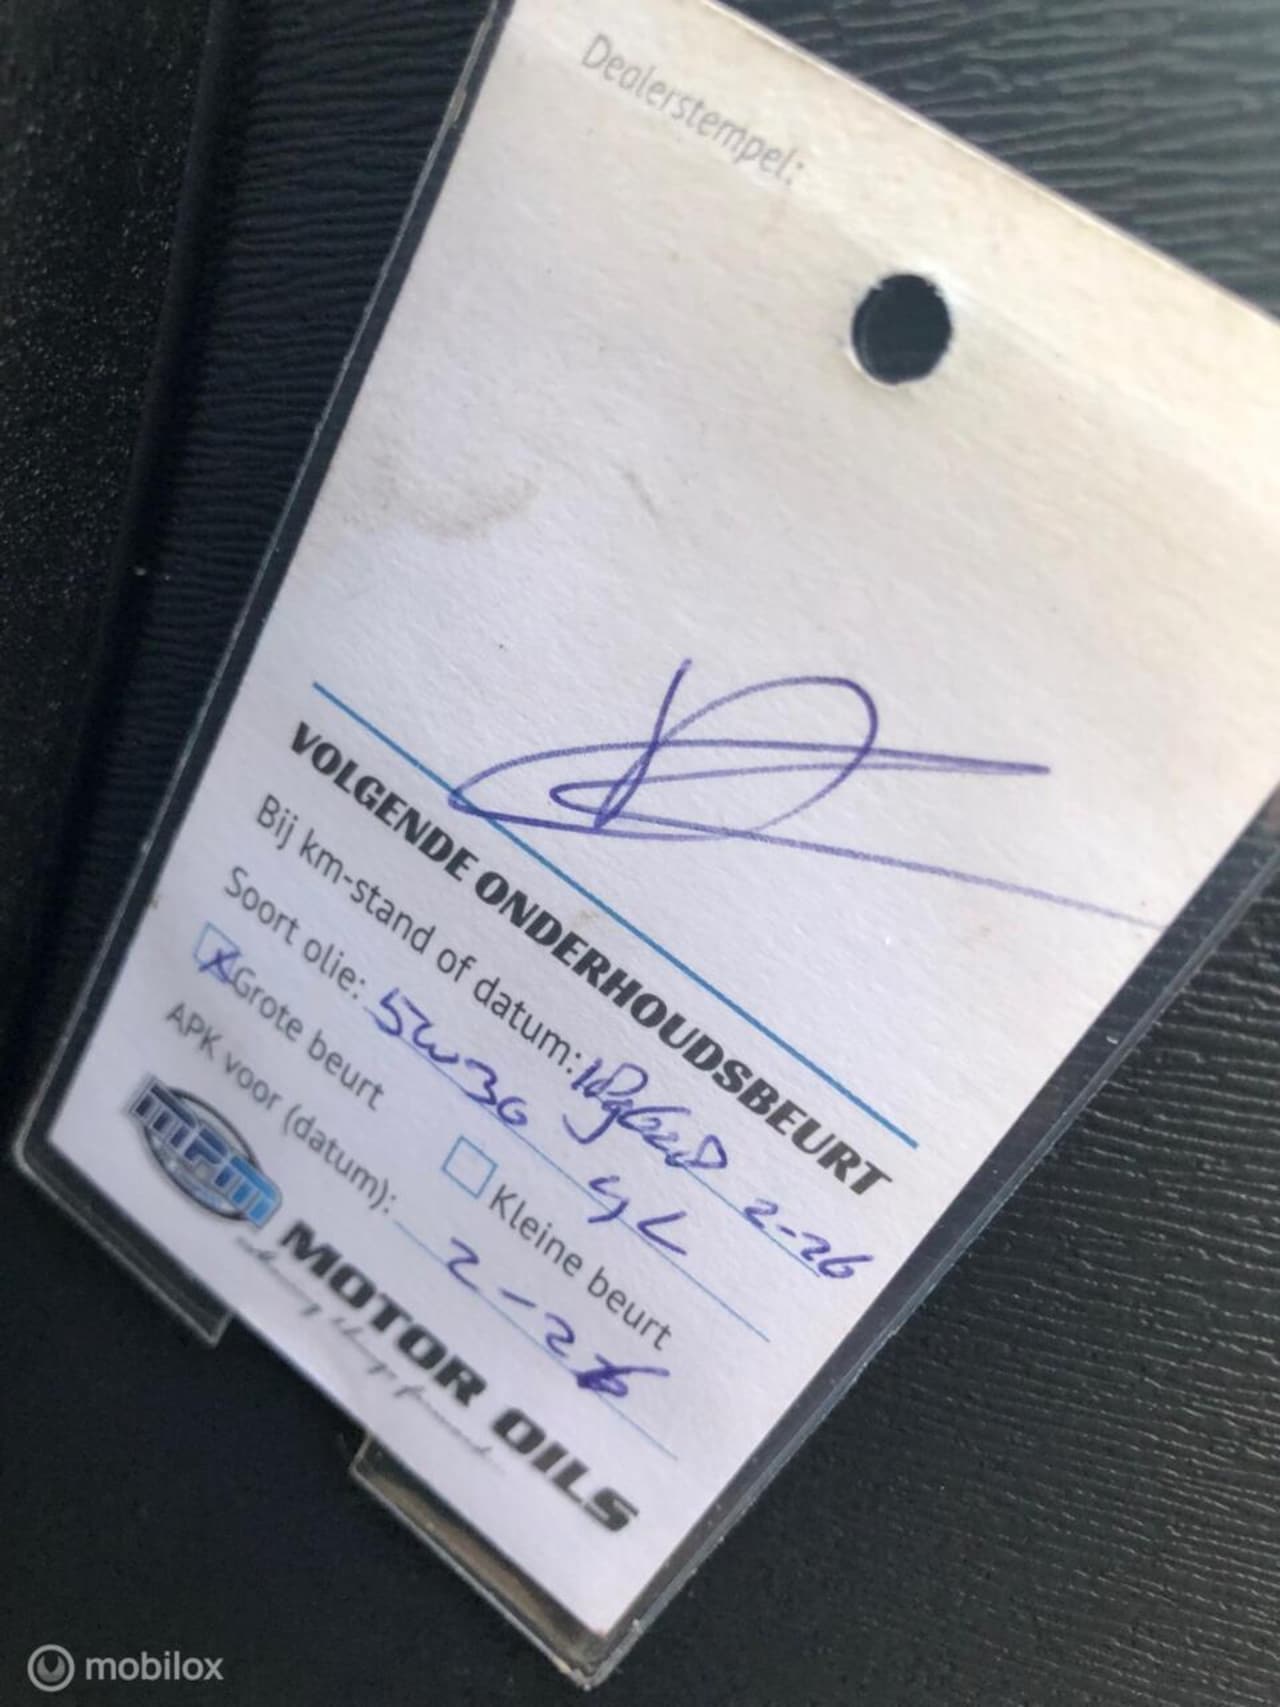 Dealerstempel:
VOLGENDE ONDERHOUDSBEURT
Bij km-stand of datum: 2-26
Soort olie: 5W30 4L
X Grote beurt Kleine beurt
APK voor (datum): 2-26
MPM MOTOR OILS
mobilox